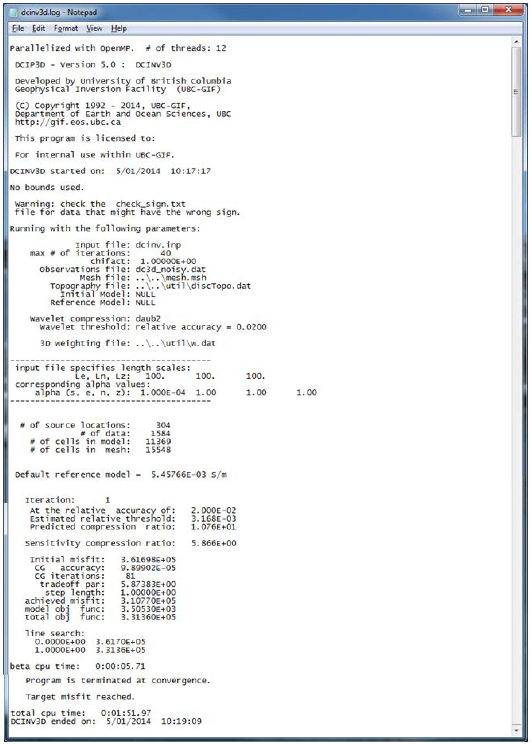 dcinv3d.log - Notepad
File Edit Format View Help
Parallelized with OpenMP. # of threads: 12
DCIP3D - Version 5.0 : DCINV3D
Developed by University of British Columbia
Geophysical Inversion Facility (UBC-GIF)
(C) Copyright 1992 - 2014, UBC-GIF,
Department of Earth and Ocean Sciences, UBC
http://gif.eos.ubc.ca
This program is licensed to:
For internal use within UBC-GIF.
DCINV3D started on: 5/01/2014 10:17:17
No bounds used.
Warning: check the check_sign.txt
file for data that might have the wrong sign.
Running with the following parameters:
Input file: dcinv.inp
max # of iterations: 40
chifact: 1.00000E+00
Observations file: dc3d_noisy.dat
Mesh file: ..\..\mesh.msh
Topography file: ..\..\util\discTopo.dat
Initial Model: NULL
Reference Model: NULL
Wavelet compression: daub2
Wavelet threshold: relative accuracy = 0.0200
3D weighting file: ..\..\util\w.dat
----------------------------------------
input file specifies length scales:
Le, Ln, Lz: 100. 100. 100.
corresponding alpha values:
alpha (s, e, n, z): 1.000E-04 1.00 1.00 1.00
----------------------------------------
# of source locations: 304
# of data: 1584
# of cells in model: 11369
# of cells in mesh: 15548
Default reference model = 5.45766E-03 S/m
Iteration: 1
At the relative accuracy of: 2.000E-02
Estimated relative threshold: 3.168E-03
Predicted compression ratio: 1.076E+01
Sensitivity compression ratio: 5.866E+00
Initial misfit: 3.61698E+05
CG accuracy: 9.89902E-05
CG iterations: 81
tradeoff par: 5.87383E+00
step length: 1.00000E+00
achieved misfit: 3.10770E+05
model obj func: 3.50530E+03
total obj func: 3.31360E+05
line search:
0.0000E+00 3.6170E+05
1.0000E+00 3.3136E+05
beta cpu time: 0:00:05.71
Program is terminated at convergence.
Target misfit reached.
total cpu time: 0:01:51.97
DCINV3D ended on: 5/01/2014 10:19:09